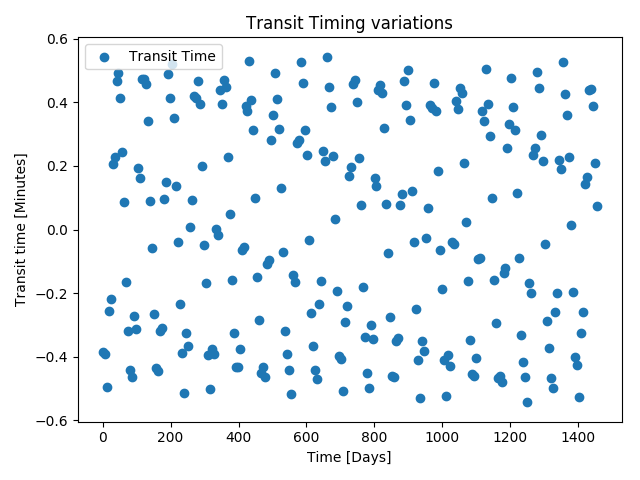 Transit Timing variations
Transit Time
Transit time [Minutes]
0.6
0.4
0.2
0.0
−0.2
−0.4
−0.6
0 200 400 600 800 1000 1200 1400
Time [Days]